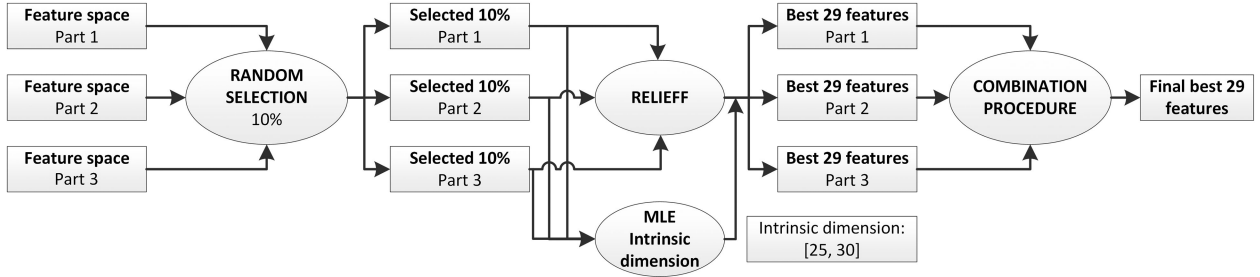 Feature space
Part 1
Feature space
Part 2
Feature space
Part 3
RANDOM
SELECTION
10%
Selected 10%
Part 1
Selected 10%
Part 2
Selected 10%
Part 3
RELIEFF
MLE
Intrinsic
dimension
Best 29 features
Part 1
Best 29 features
Part 2
Best 29 features
Part 3
Intrinsic dimension:
[25, 30]
COMBINATION
PROCEDURE
Final best 29
features